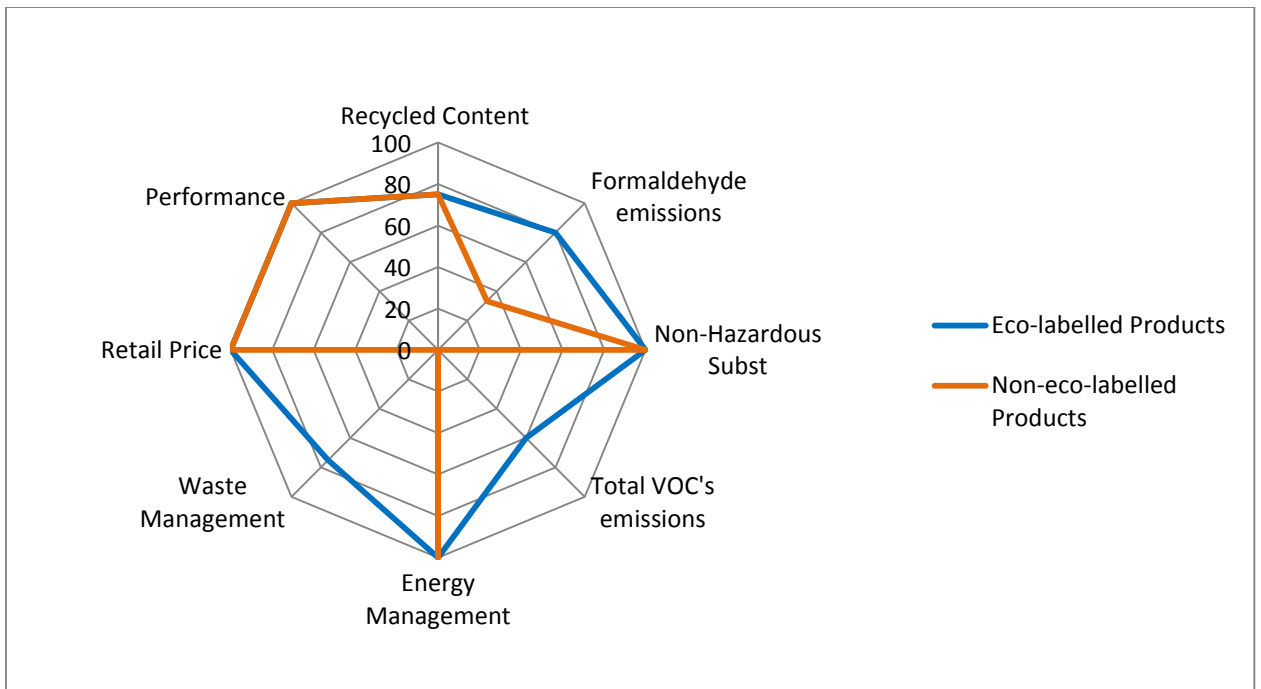 Recycled Content
100
80
60
40
20
0
Formaldehyde
emissions
Non-Hazardous
Subst
Total VOC's
emissions
Energy
Management
Waste
Management
Retail Price
Performance
Eco-labelled Products
Non-eco-labelled
Products